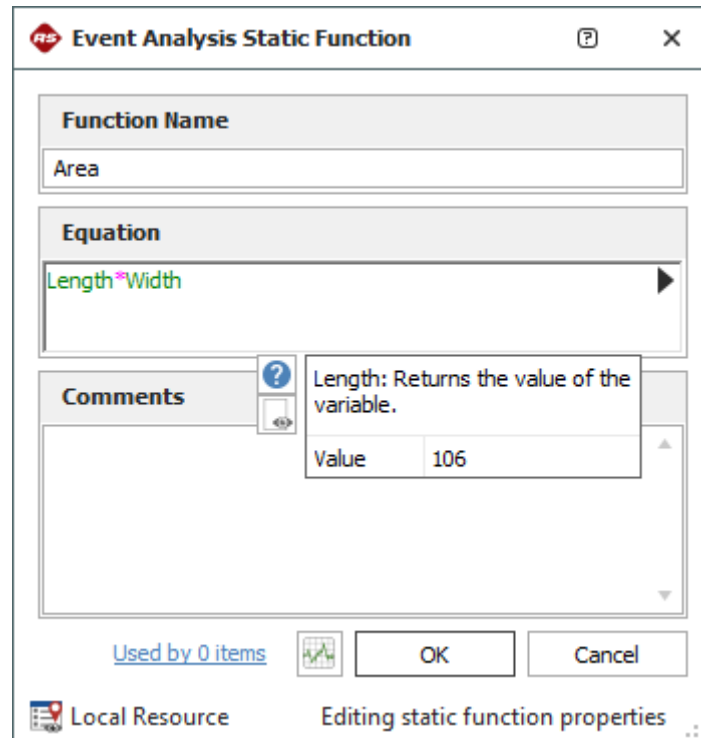 RS Event Analysis Static Function
Function Name
Area
Equation
Length*Width
Comments
Length: Returns the value of the
variable.
Value 106
Used by 0 items OK Cancel
Local Resource Editing static function properties